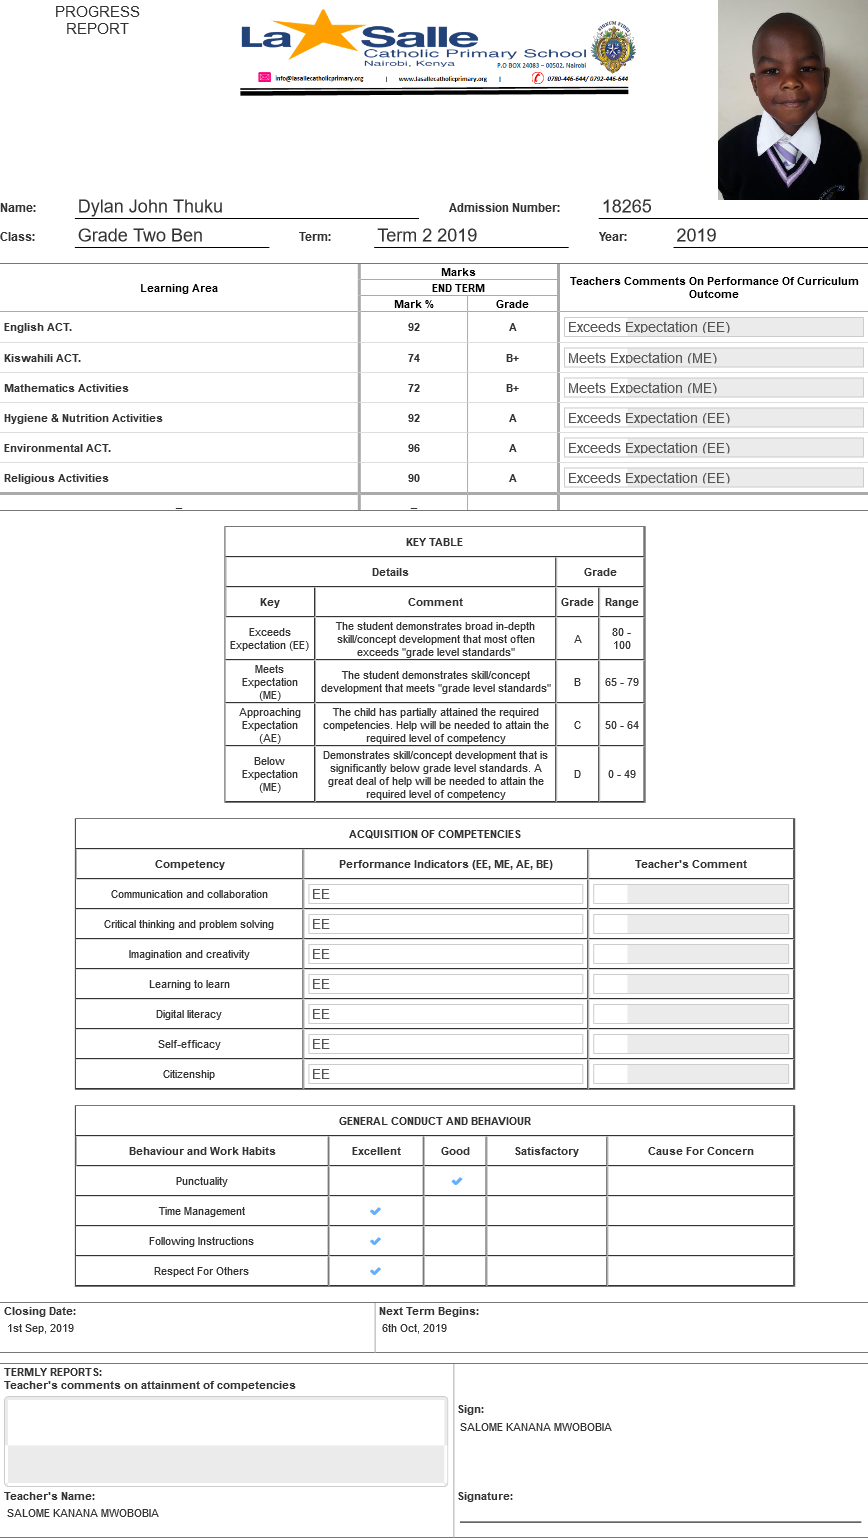 PROGRESS
REPORT
La Salle
Catholic Primary School
Nairobi, Kenya
P.O BOX 24083 – 00502, Nairobi
info@lasallecatholicprimary.org | www.lasallecatholicprimary.org | 0780-446-644/ 0792-446-644
Name: Dylan John Thuku Admission Number: 18265
Class: Grade Two Ben Term: Term 2 2019 Year: 2019
Learning Area Marks Teachers Comments On Performance Of Curriculum Outcome
END TERM
Mark % Grade
English ACT. 92 A Exceeds Expectation (EE)
Kiswahili ACT. 74 B+ Meets Expectation (ME)
Mathematics Activities 72 B+ Meets Expectation (ME)
Hygiene & Nutrition Activities 92 A Exceeds Expectation (EE)
Environmental ACT. 96 A Exceeds Expectation (EE)
Religious Activities 90 A Exceeds Expectation (EE)
_ _
KEY TABLE
Details Grade
Key Comment Grade Range
Exceeds Expectation (EE) The student demonstrates broad in-depth skill/concept development that most often exceeds "grade level standards" A 80 - 100
Meets Expectation (ME) The student demonstrates skill/concept development that meets "grade level standards" B 65 - 79
Approaching Expectation (AE) The child has partially attained the required competencies. Help will be needed to attain the required level of competency C 50 - 64
Below Expectation (ME) Demonstrates skill/concept development that is significantly below grade level standards. A great deal of help will be needed to attain the required level of competency D 0 - 49
ACQUISITION OF COMPETENCIES
Competency Performance Indicators (EE, ME, AE, BE) Teacher's Comment
Communication and collaboration EE
Critical thinking and problem solving EE
Imagination and creativity EE
Learning to learn EE
Digital literacy EE
Self-efficacy EE
Citizenship EE
GENERAL CONDUCT AND BEHAVIOUR
Behaviour and Work Habits Excellent Good Satisfactory Cause For Concern
Punctuality
Time Management
Following Instructions
Respect For Others
Closing Date: Next Term Begins:
1st Sep, 2019 6th Oct, 2019
TERMLY REPORTS:
Teacher's comments on attainment of competencies
Sign:
SALOME KANANA MWOBOBIA
Teacher's Name: Signature:
SALOME KANANA MWOBOBIA